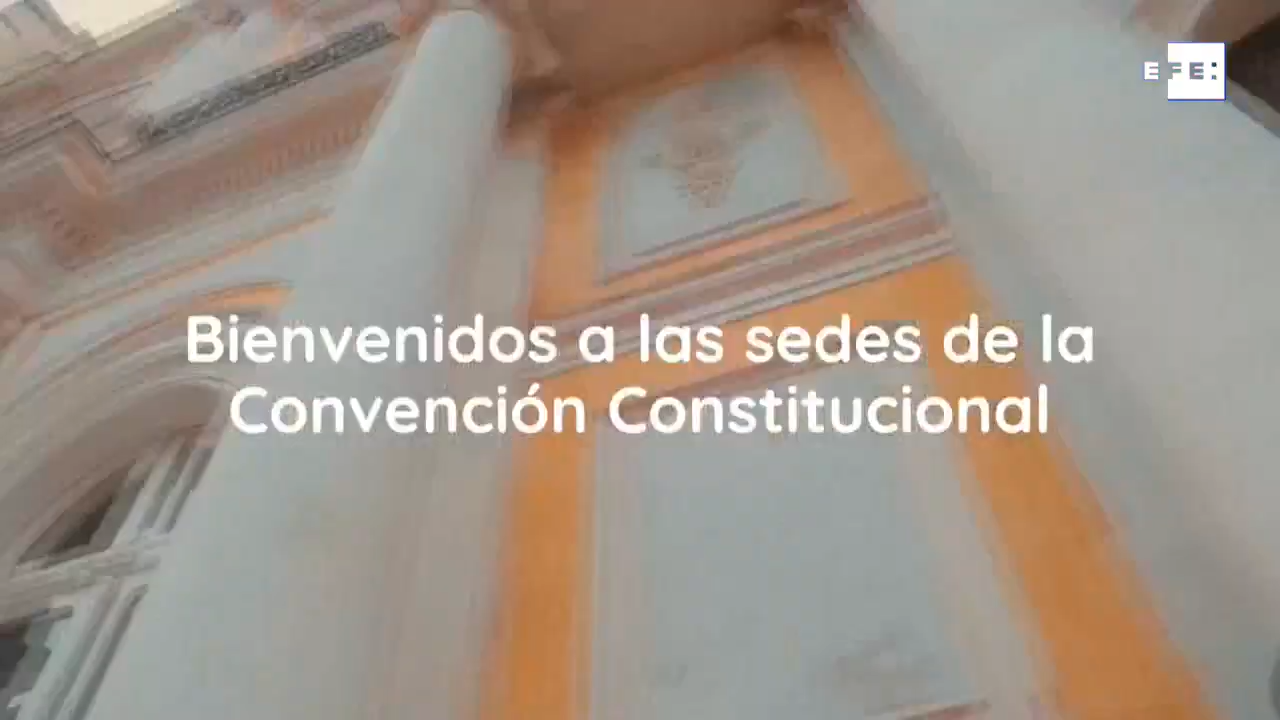 EFE:
Bienvenidos a las sedes de la
Convención Constitucional